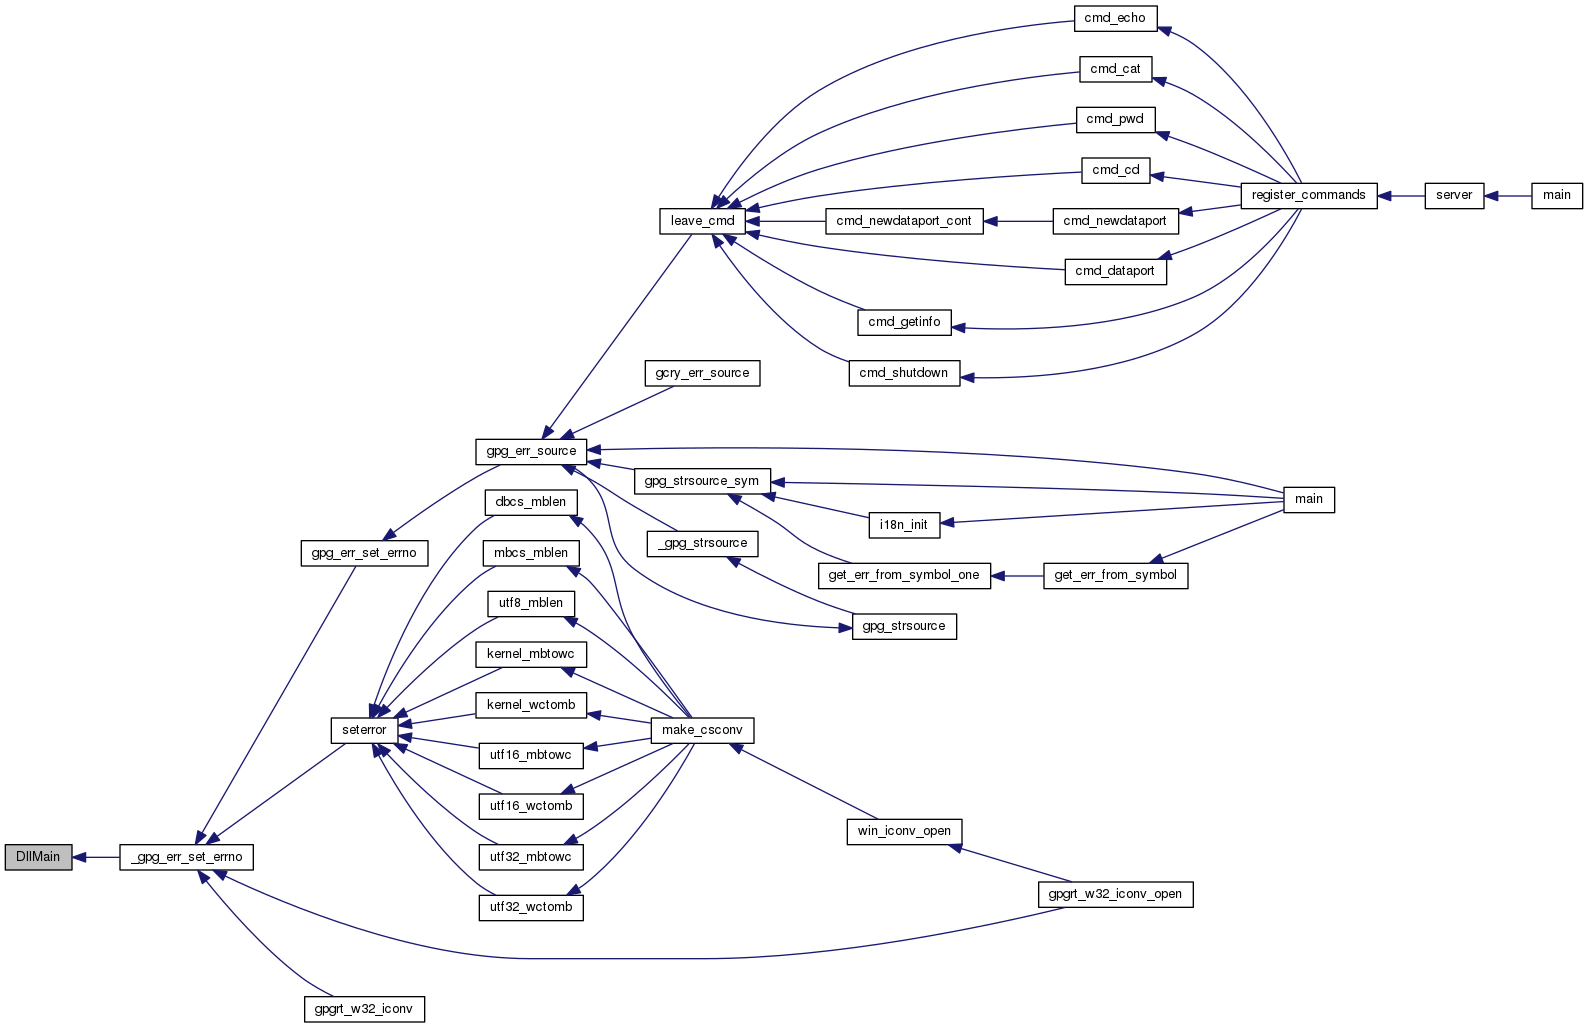 cmd_echo
cmd_cat
cmd_pwd
cmd_cd
register_commands
server
main
leave_cmd
cmd_newdataport_cont
cmd_newdataport
cmd_dataport
cmd_getinfo
cmd_shutdown
gcry_err_source
gpg_err_source
gpg_strsource_sym
main
dbcs_mblen
i18n_init
_gpg_strsource
gpg_err_set_errno
mbcs_mblen
get_err_from_symbol_one
get_err_from_symbol
utf8_mblen
gpg_strsource
kernel_mbtowc
kernel_wctomb
seterror
make_csconv
utf16_mbtowc
utf16_wctomb
win_iconv_open
DllMain
_gpg_err_set_errno
utf32_mbtowc
gpgrt_w32_iconv_open
utf32_wctomb
gpgrt_w32_iconv